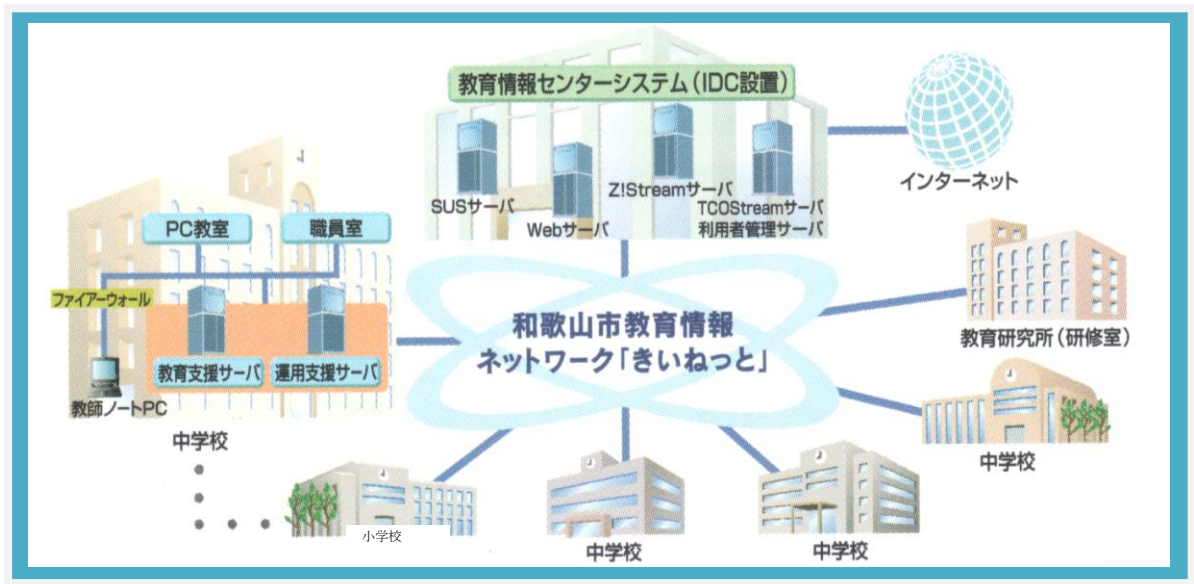 教育情報センターシステム(IDC設置)
SUSサーバ
Webサーバ
Z!Streamサーバ
TCOStreamサーバ
利用者管理サーバ
インターネット
PC教室
職員室
ファイアーウォール
教育支援サーバ
運用支援サーバ
教師ノートPC
中学校
和歌山市教育情報
ネットワーク「きいねっと」
教育研究所(研修室)
中学校
小学校
中学校
中学校